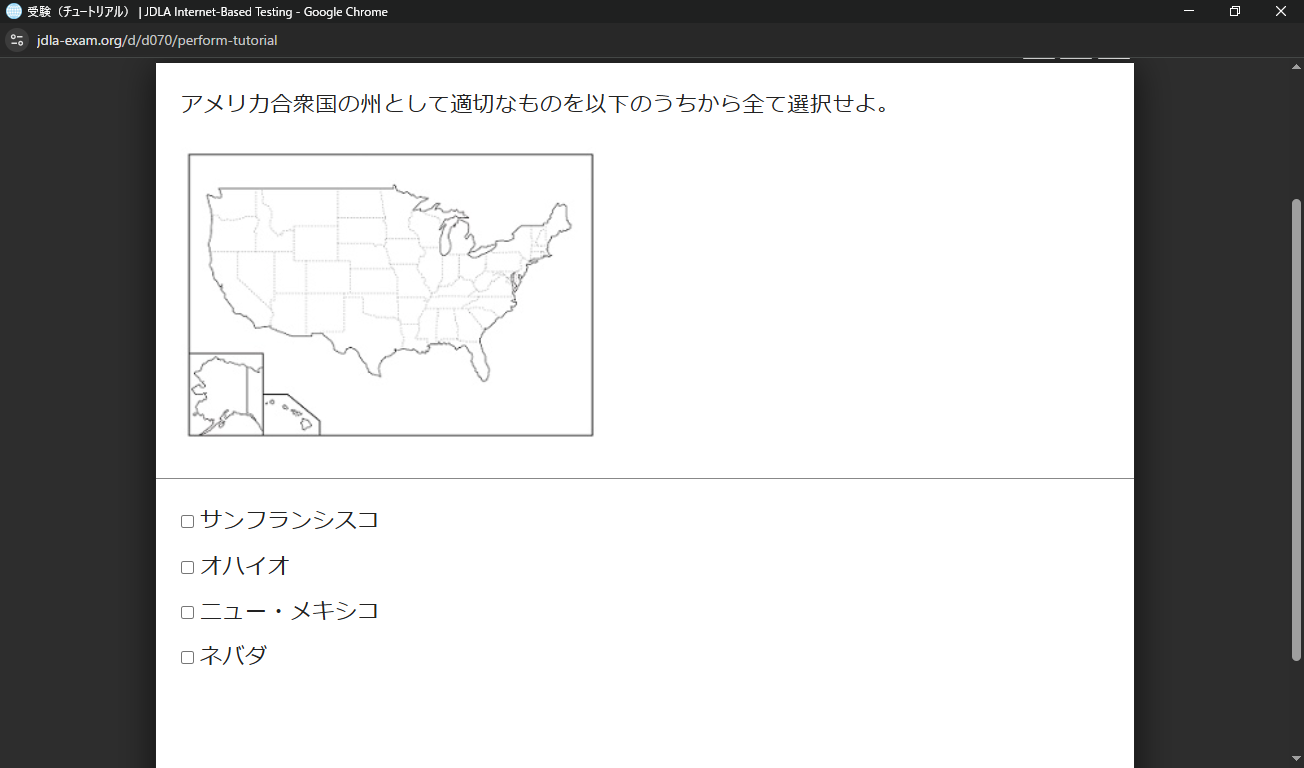 受験（チュートリアル） | JDLA Internet-Based Testing - Google Chrome
jdla-exam.org/d/d070/perform-tutorial
アメリカ合衆国の州として適切なものを以下のうちから全て選択せよ。
サンフランシスコ
オハイオ
ニュー・メキシコ
ネバダ